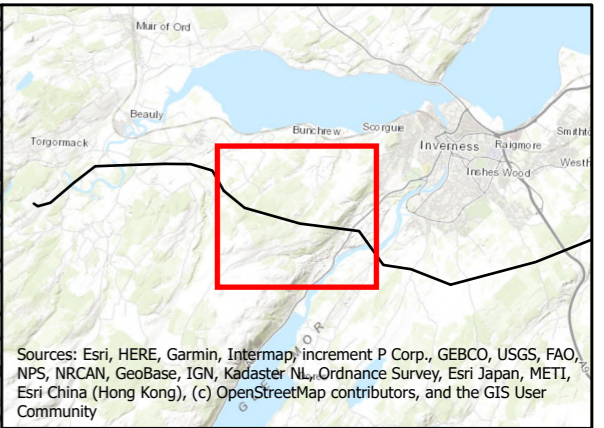 Muir of Ord
Beauly
Torgormack
Bunchrew
Scorguie
Inverness
Raigmore
Smitht
Inshes Wood
Westh
Sources: Esri, HERE, Garmin, Intermap, increment P Corp., GEBCO, USGS, FAO,
NPS, NRCAN, GeoBase, IGN, Kadaster NL, Ordnance Survey, Esri Japan, METI,
Esri China (Hong Kong), (c) OpenStreetMap contributors, and the GIS User
Community